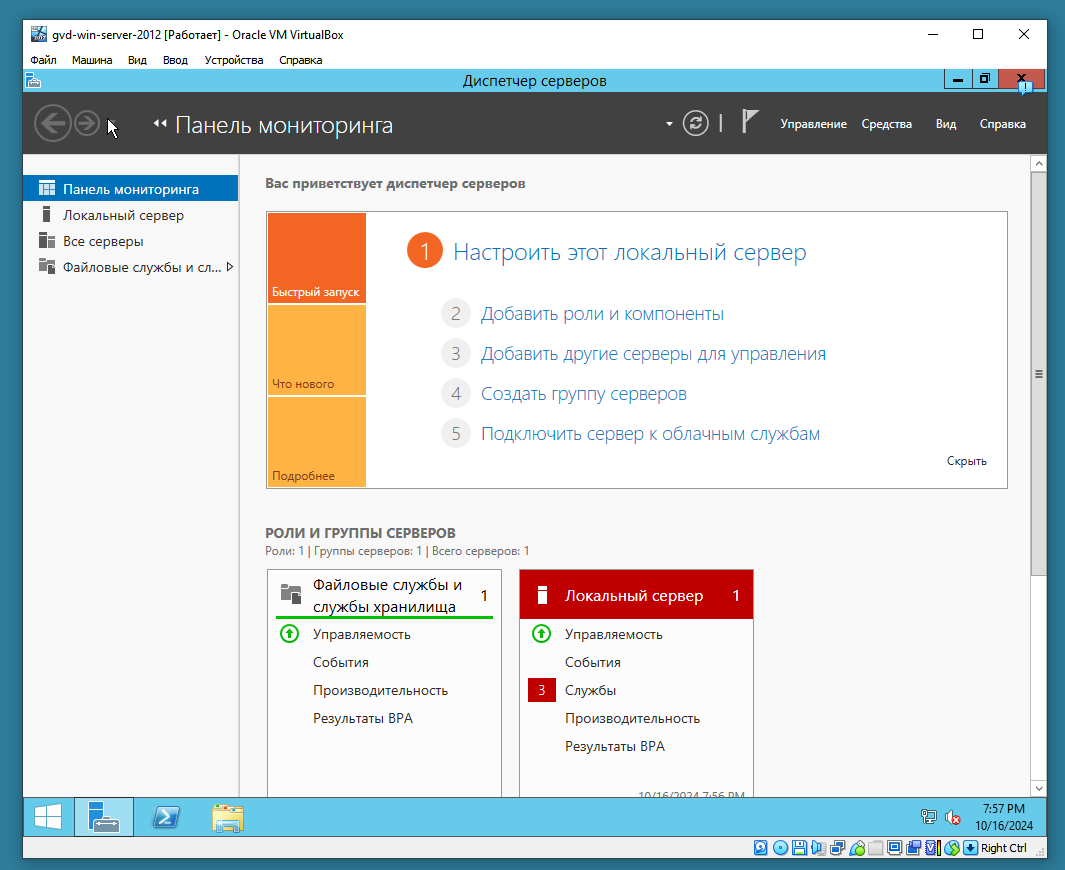 gvd-win-server-2012 [Работает] - Oracle VM VirtualBox
Файл Машина Вид Ввод Устройства Справка
Диспетчер серверов
Панель мониторинга
Управление Средства Вид Справка
Панель мониторинга
Локальный сервер
Все серверы
Файловые службы и сл...
Вас приветствует диспетчер серверов
Быстрый запуск
Что нового
Подробнее
1 Настроить этот локальный сервер
2 Добавить роли и компоненты
3 Добавить другие серверы для управления
4 Создать группу серверов
5 Подключить сервер к облачным службам
Скрыть
РОЛИ И ГРУППЫ СЕРВЕРОВ
Роли: 1 | Группы серверов: 1 | Всего серверов: 1
Файловые службы и
службы хранилища
1
Управляемость
События
Производительность
Результаты BPA
Локальный сервер 1
Управляемость
События
3 Службы
Производительность
Результаты BPA
10/16/2024 7:56 PM
7:57 PM
10/16/2024
Right Ctrl